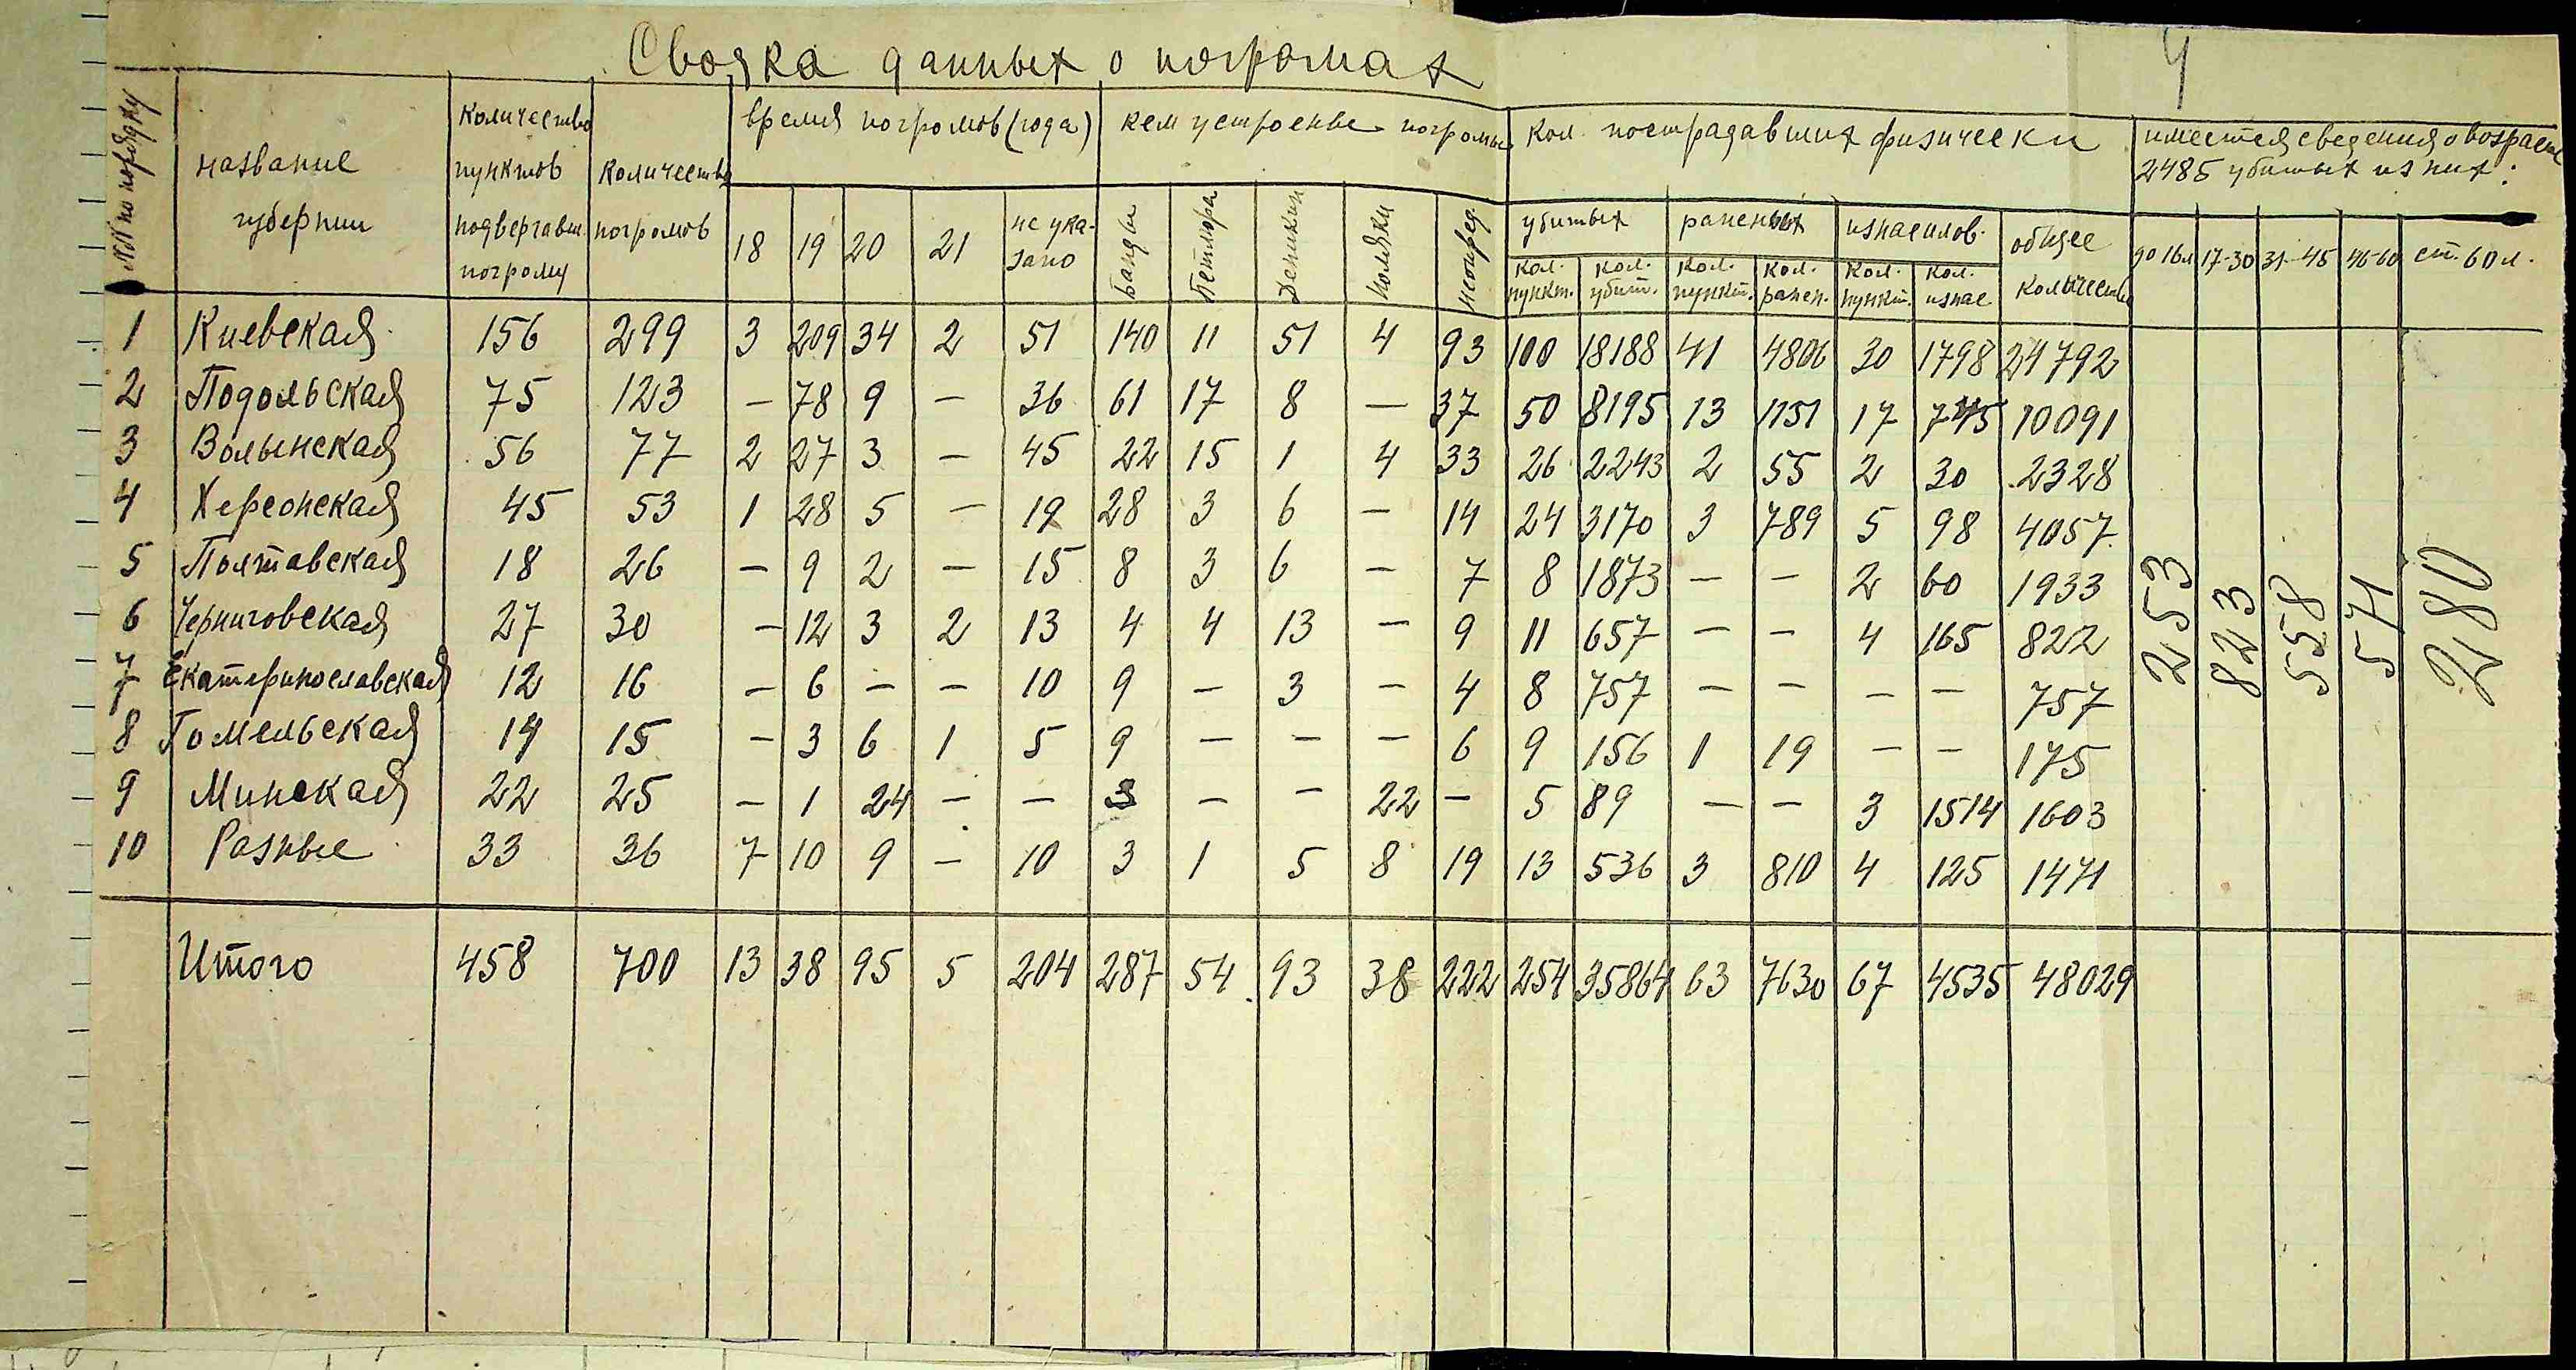 Сводка данных о погромах
4
№№ по порядку
название губернии
количество пунктов подвергавш. погрому
количество погромов
время погромов (года)
кем устроенье погромы
кол. пострадавших физически
имеются сведения о возрасте 2485 убитых из них:
18 19 20 21 не указано
Банды Петлюра Деникин поляки неопред.
убитых раненых изнасилов. общее количество
кол. пункт. кол. убит. кол. пункт. кол. ранен. кол. пункт. кол. изнас
до 16 л 17-30 31-45 46-60 ст. 60 л.
1 Киевская 156 299 3 209 34 2 51 140 11 51 4 93 100 18188 41 4806 30 1798 24792
2 Подольская 75 123 — 78 9 — 36 61 17 8 — 37 50 8195 13 1151 17 745 10091
3 Волынская 56 77 2 27 3 — 45 22 15 1 4 33 26 2243 2 55 2 30 2328
4 Херсонская 45 53 1 28 5 — 19 28 3 6 — 14 24 3170 3 789 5 98 4057
5 Полтавская 18 26 — 9 2 — 15 8 3 6 — 7 8 1873 — — 2 60 1933
6 Черниговская 27 30 — 12 3 2 13 4 4 13 — 9 11 657 — — 4 165 822
7 Екатеринославская 12 16 — 6 — — 10 9 — 3 — 4 8 757 — — — — 757
8 Гомельская 14 15 — 3 6 1 5 9 — — — 6 9 156 1 19 — — 175
9 Минская 22 25 — 1 24 — — 3 — — 22 — 5 89 — — 3 1514 1603
10 Разные 33 36 7 10 9 — 10 3 1 5 8 19 13 536 3 810 4 125 1471
253 823 558 571 280
Итого 458 700 13 38 95 5 204 287 54 93 38 222 254 35864 63 7630 67 4535 48029